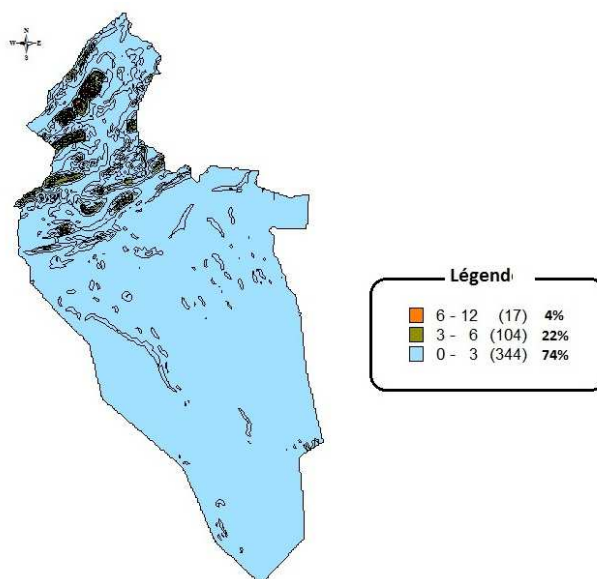 N
W E
S
Légend
6 - 12 (17) 4%
3 - 6 (104) 22%
0 - 3 (344) 74%